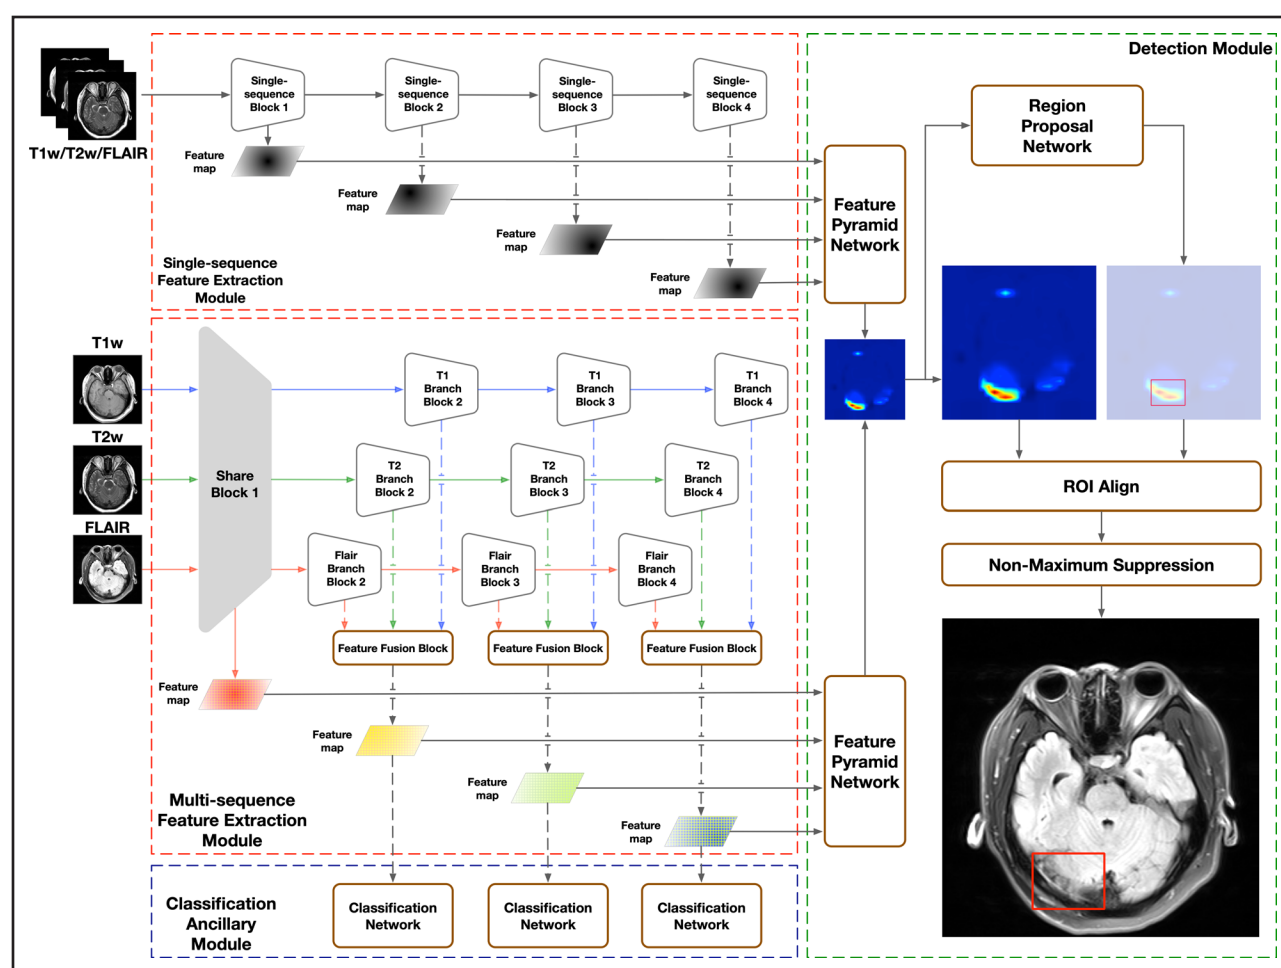 Detection Module
T1w/T2w/FLAIR
Single-
sequence
Block 1
Single-
sequence
Block 2
Single-
sequence
Block 3
Single-
sequence
Block 4
Feature
map
Feature
map
Feature
map
Feature
map
Single-sequence
Feature Extraction
Module
Feature
Pyramid
Network
Region
Proposal
Network
T1w
T2w
FLAIR
Share
Block 1
T1
Branch
Block 2
T1
Branch
Block 3
T1
Branch
Block 4
T2
Branch
Block 2
T2
Branch
Block 3
T2
Branch
Block 4
Flair
Branch
Block 2
Flair
Branch
Block 3
Flair
Branch
Block 4
Feature Fusion Block
Feature Fusion Block
Feature Fusion Block
Feature
map
Feature
map
Feature
map
Feature
map
Multi-sequence
Feature Extraction
Module
Feature
Pyramid
Network
ROI Align
Non-Maximum Suppression
Classification
Ancillary
Module
Classification
Network
Classification
Network
Classification
Network